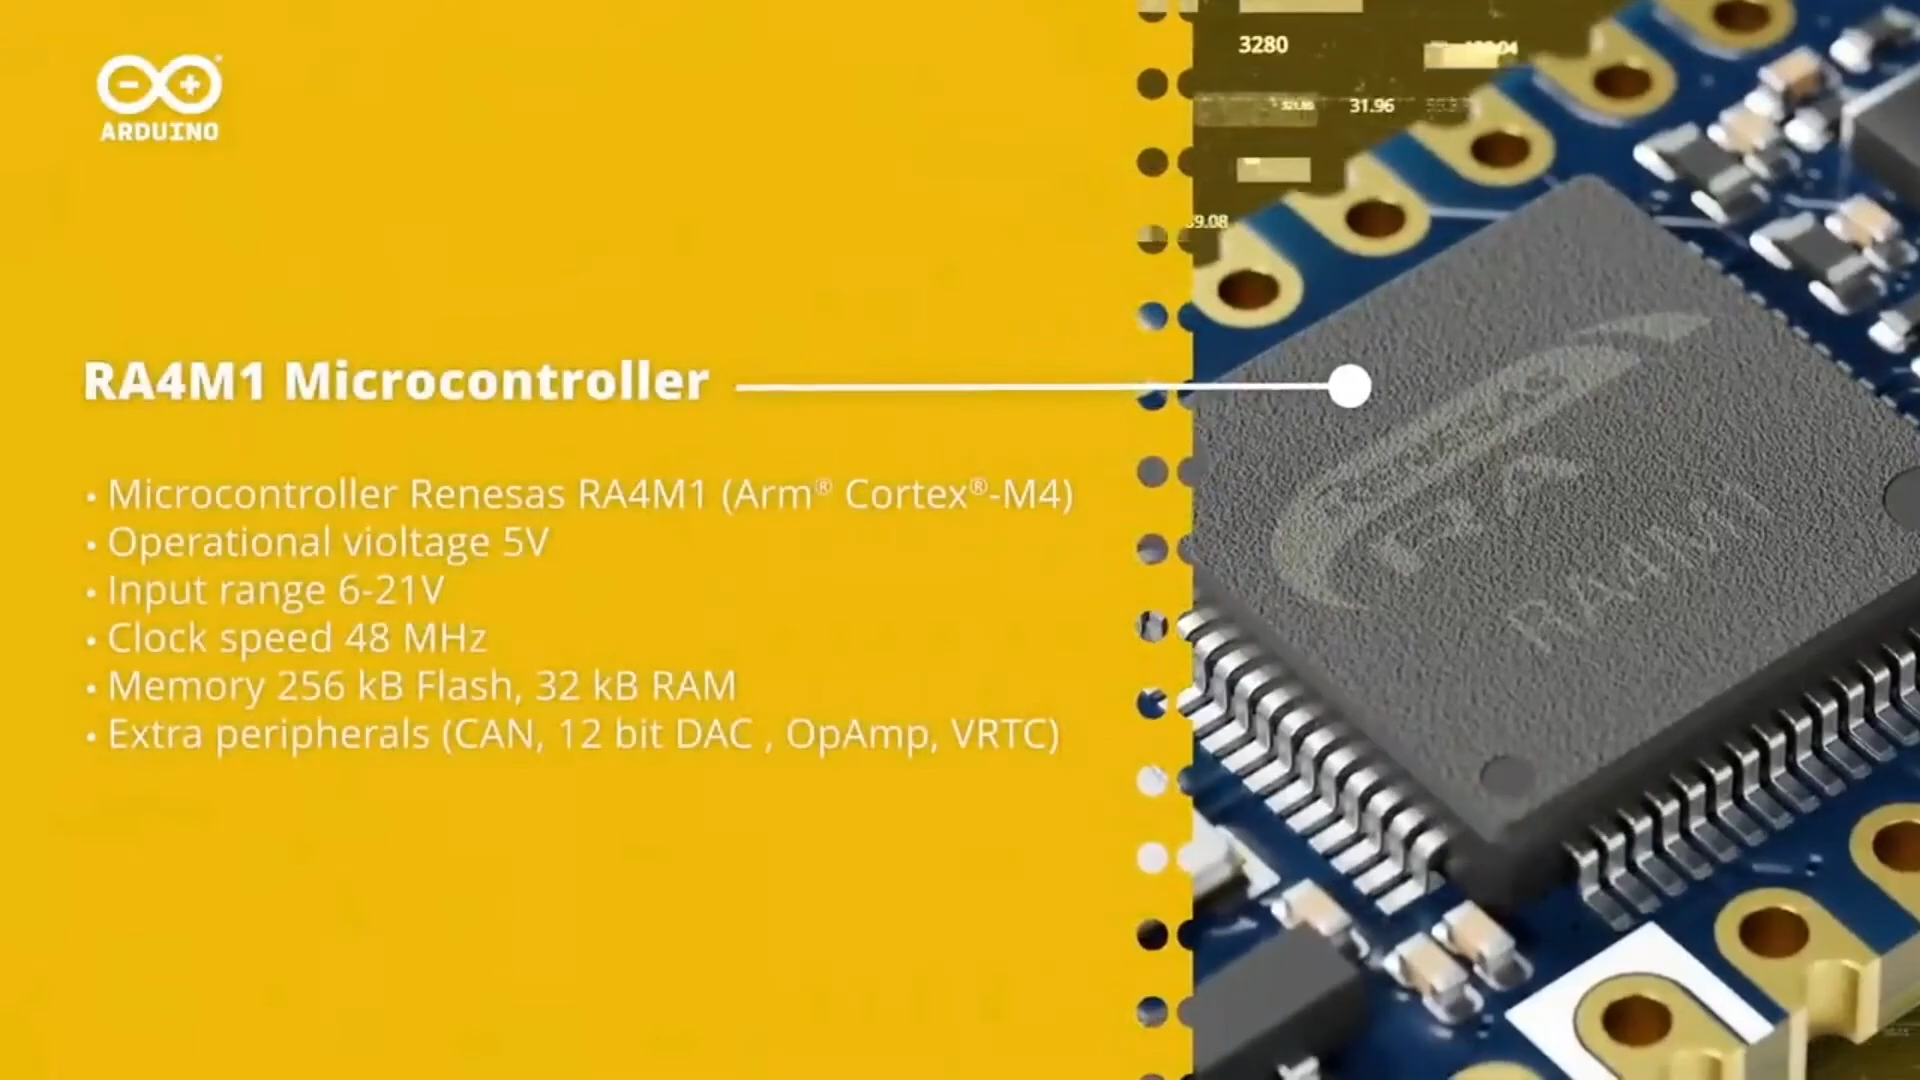 ARDUINO
RA4M1 Microcontroller
• Microcontroller Renesas RA4M1 (Arm® Cortex®-M4)
• Operational violtage 5V
• Input range 6-21V
• Clock speed 48 MHz
• Memory 256 kB Flash, 32 kB RAM
• Extra peripherals (CAN, 12 bit DAC , OpAmp, VRTC)
3280
31.96
RA
RA4M1